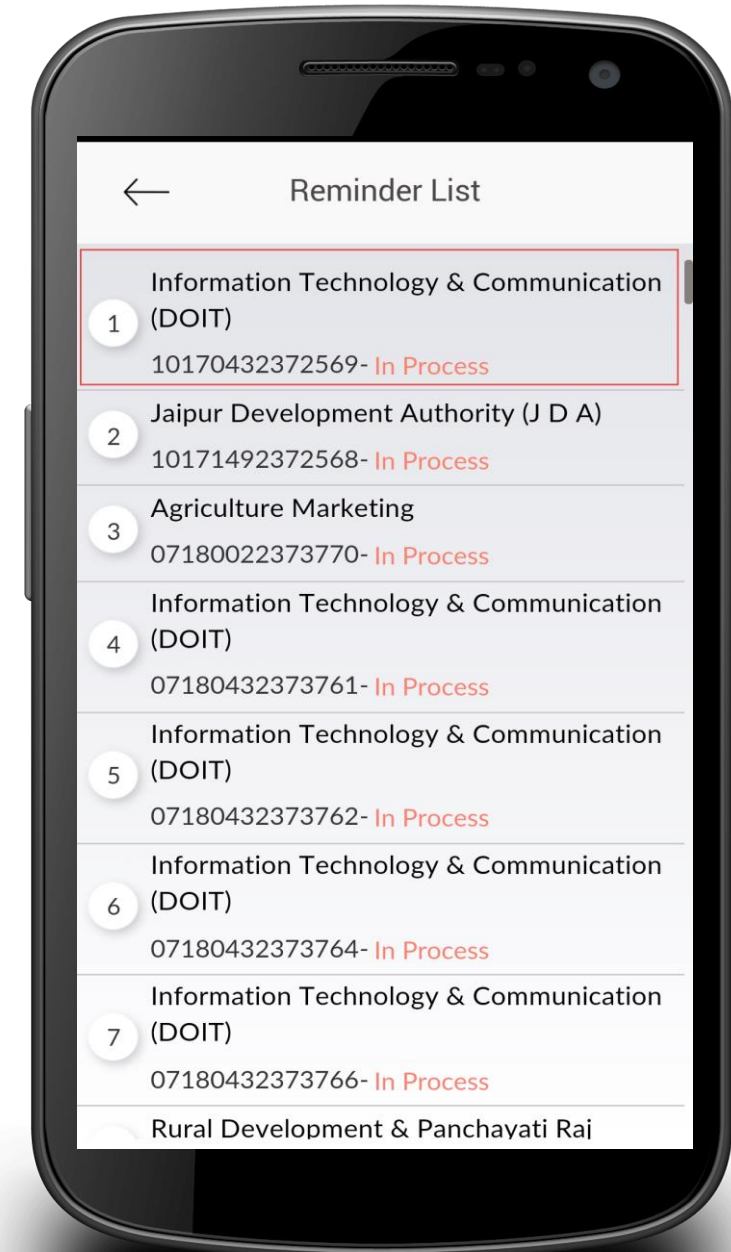 Reminder List
Information Technology & Communication
1
(DOIT)
10170432372569- In Process
Jaipur Development Authority (J D A)
2
10171492372568- In Process
Agriculture Marketing
3
07180022373770- In Process
Information Technology & Communication
4
(DOIT)
07180432373761- In Process
Information Technology & Communication
5
(DOIT)
07180432373762- In Process
Information Technology & Communication
6
(DOIT)
07180432373764- In Process
Information Technology & Communication
7
(DOIT)
07180432373766- In Process
Rural Development & Panchayati Raj